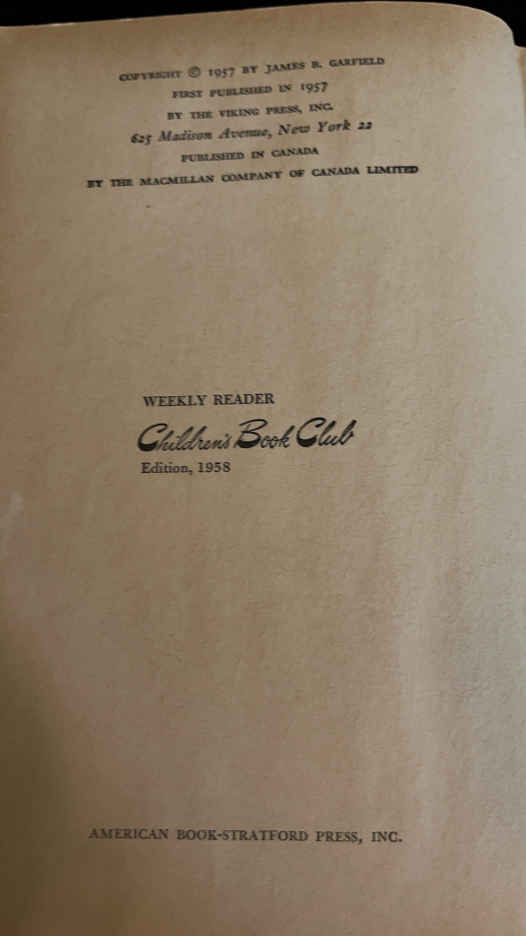 COPYRIGHT © 1957 BY JAMES B. GARFIELD
FIRST PUBLISHED IN 1957
BY THE VIKING PRESS, INC.
625 Madison Avenue, New York 22
PUBLISHED IN CANADA
BY THE MACMILLAN COMPANY OF CANADA LIMITED
WEEKLY READER
Children's Book Club
Edition, 1958
AMERICAN BOOK-STRATFORD PRESS, INC.